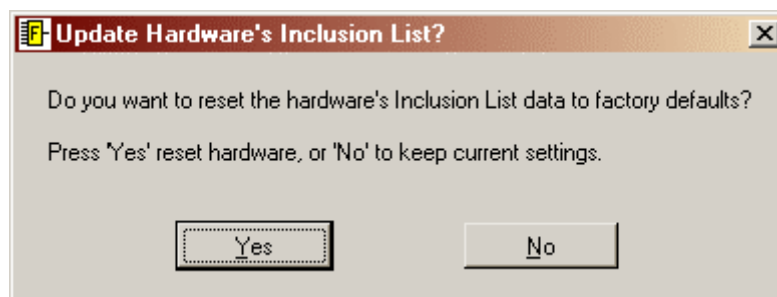 F
Update Hardware's Inclusion List?
Do you want to reset the hardware's Inclusion List data to factory defaults?
Press 'Yes' reset hardware, or 'No' to keep current settings.
Yes
No